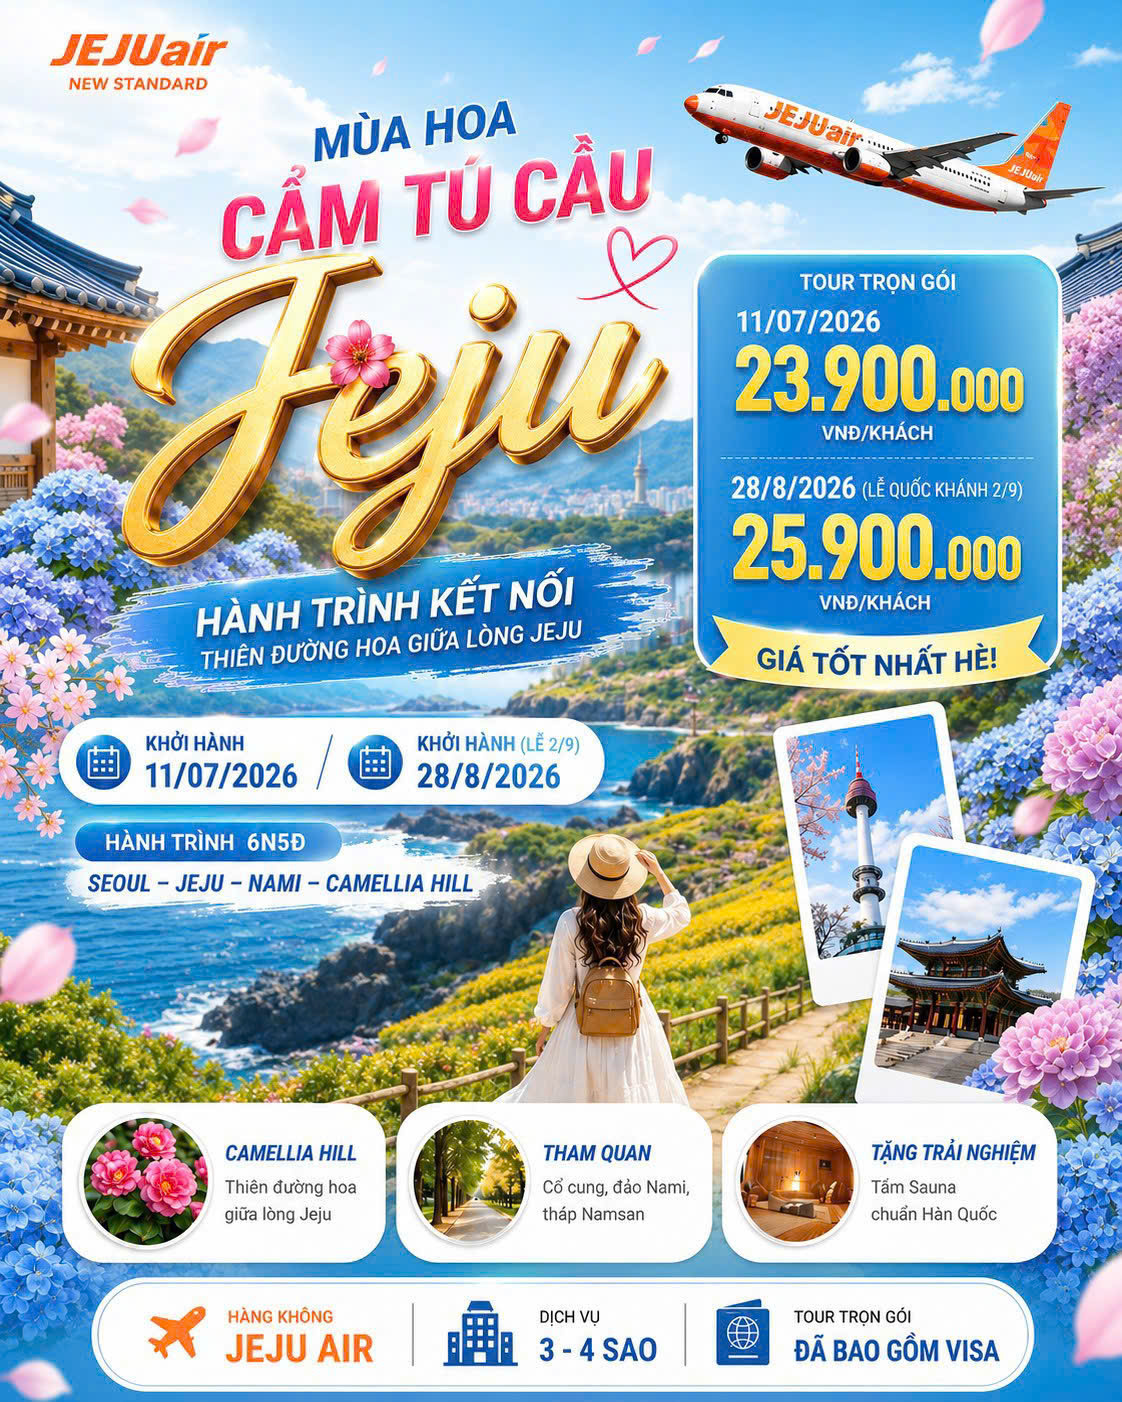 JEJUair
NEW STANDARD
MÙA HOA
CẨM TÚ CẦU
Jeju
JEJUair
JEJUair
TOUR TRỌN GÓI
11/07/2026
23.900.000
VNĐ/KHÁCH
28/8/2026 (LỄ QUỐC KHÁNH 2/9)
25.900.000
VNĐ/KHÁCH
GIÁ TỐT NHẤT HÈ!
HÀNH TRÌNH KẾT NỐI
THIÊN ĐƯỜNG HOA GIỮA LÒNG JEJU
KHỞI HÀNH
11/07/2026
KHỞI HÀNH (LỄ 2/9)
28/8/2026
HÀNH TRÌNH 6N5Đ
SEOUL – JEJU – NAMI – CAMELLIA HILL
CAMELLIA HILL
Thiên đường hoa
giữa lòng Jeju
THAM QUAN
Cổ cung, đảo Nami,
tháp Namsan
TẶNG TRẢI NGHIỆM
Tắm Sauna
chuẩn Hàn Quốc
HÀNG KHÔNG
JEJU AIR
DỊCH VỤ
3 - 4 SAO
TOUR TRỌN GÓI
ĐÃ BAO GỒM VISA